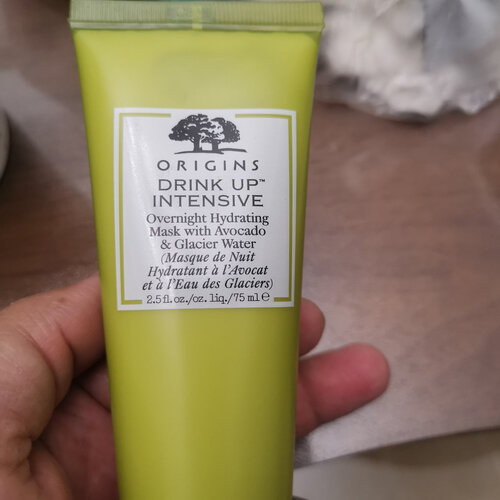 ORIGINS
DRINK UP™
INTENSIVE
Overnight Hydrating
Mask with Avocado
& Glacier Water
(Masque de Nuit
Hydratant à l'Avocat
et à l'Eau des Glaciers)
2.5 fl. oz./oz. liq./75 ml ℮